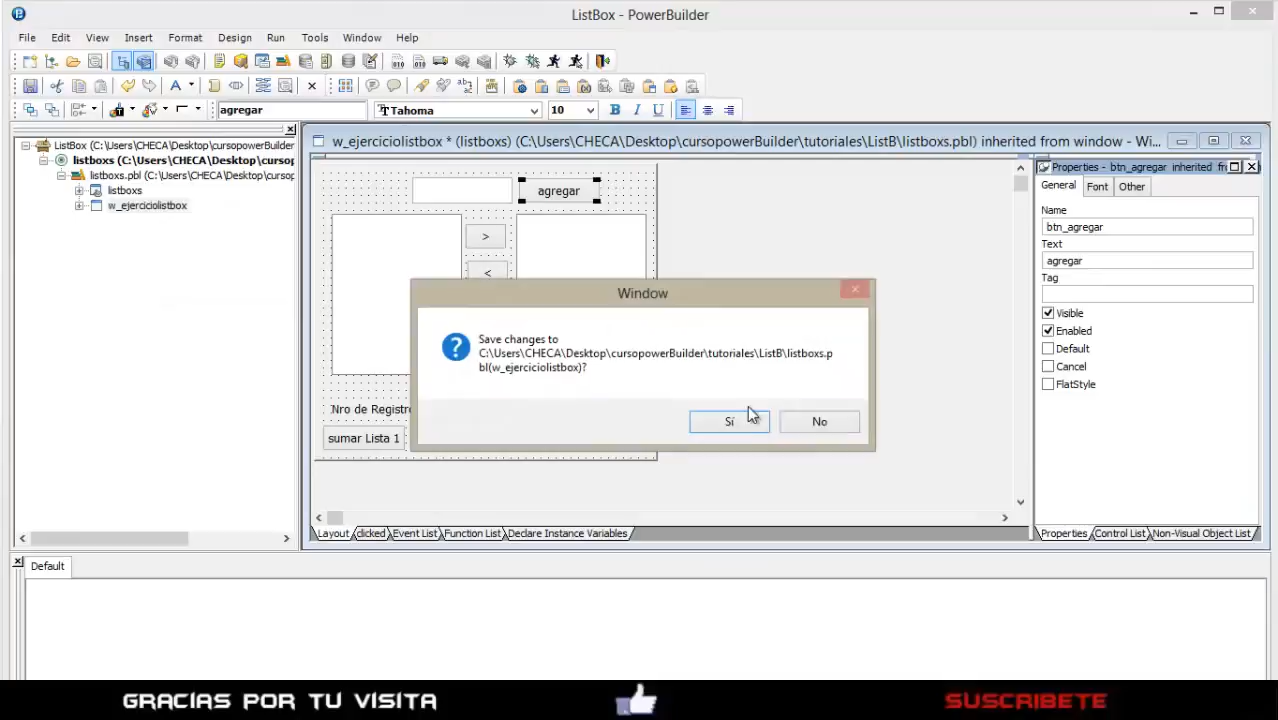 ListBox - PowerBuilder
File Edit View Insert Format Design Run Tools Window Help
agregar Tahoma 10 B I U
w_ejerciciolistbox * (listboxs) (C:\Users\CHECA\Desktop\cursopowerBuilder\tutoriales\ListB\listboxs.pbl) inherited from window - Wi...
ListBox (C:\Users\CHECA\Desktop\cursopowerBuilder
listboxs (C:\Users\CHECA\Desktop\cursop
listboxs.pbl (C:\Users\CHECA\Desktop\cursop
listboxs
w_ejerciciolistbox
agregar
>
<
Nro de Registro
sumar Lista 1
Window
Save changes to
C:\Users\CHECA\Desktop\cursopowerBuilder\tutoriales\ListB\listboxs.p
bl(w_ejerciciolistbox)?
Sí No
Properties - btn_agregar inherited fro
General Font Other
Name
btn_agregar
Text
agregar
Tag
Visible
Enabled
Default
Cancel
FlatStyle
Layout clicked Event List Function List Declare Instance Variables
Properties Control List Non-Visual Object List
Default
GRACIAS POR TU VISITA
SUSCRIBETE